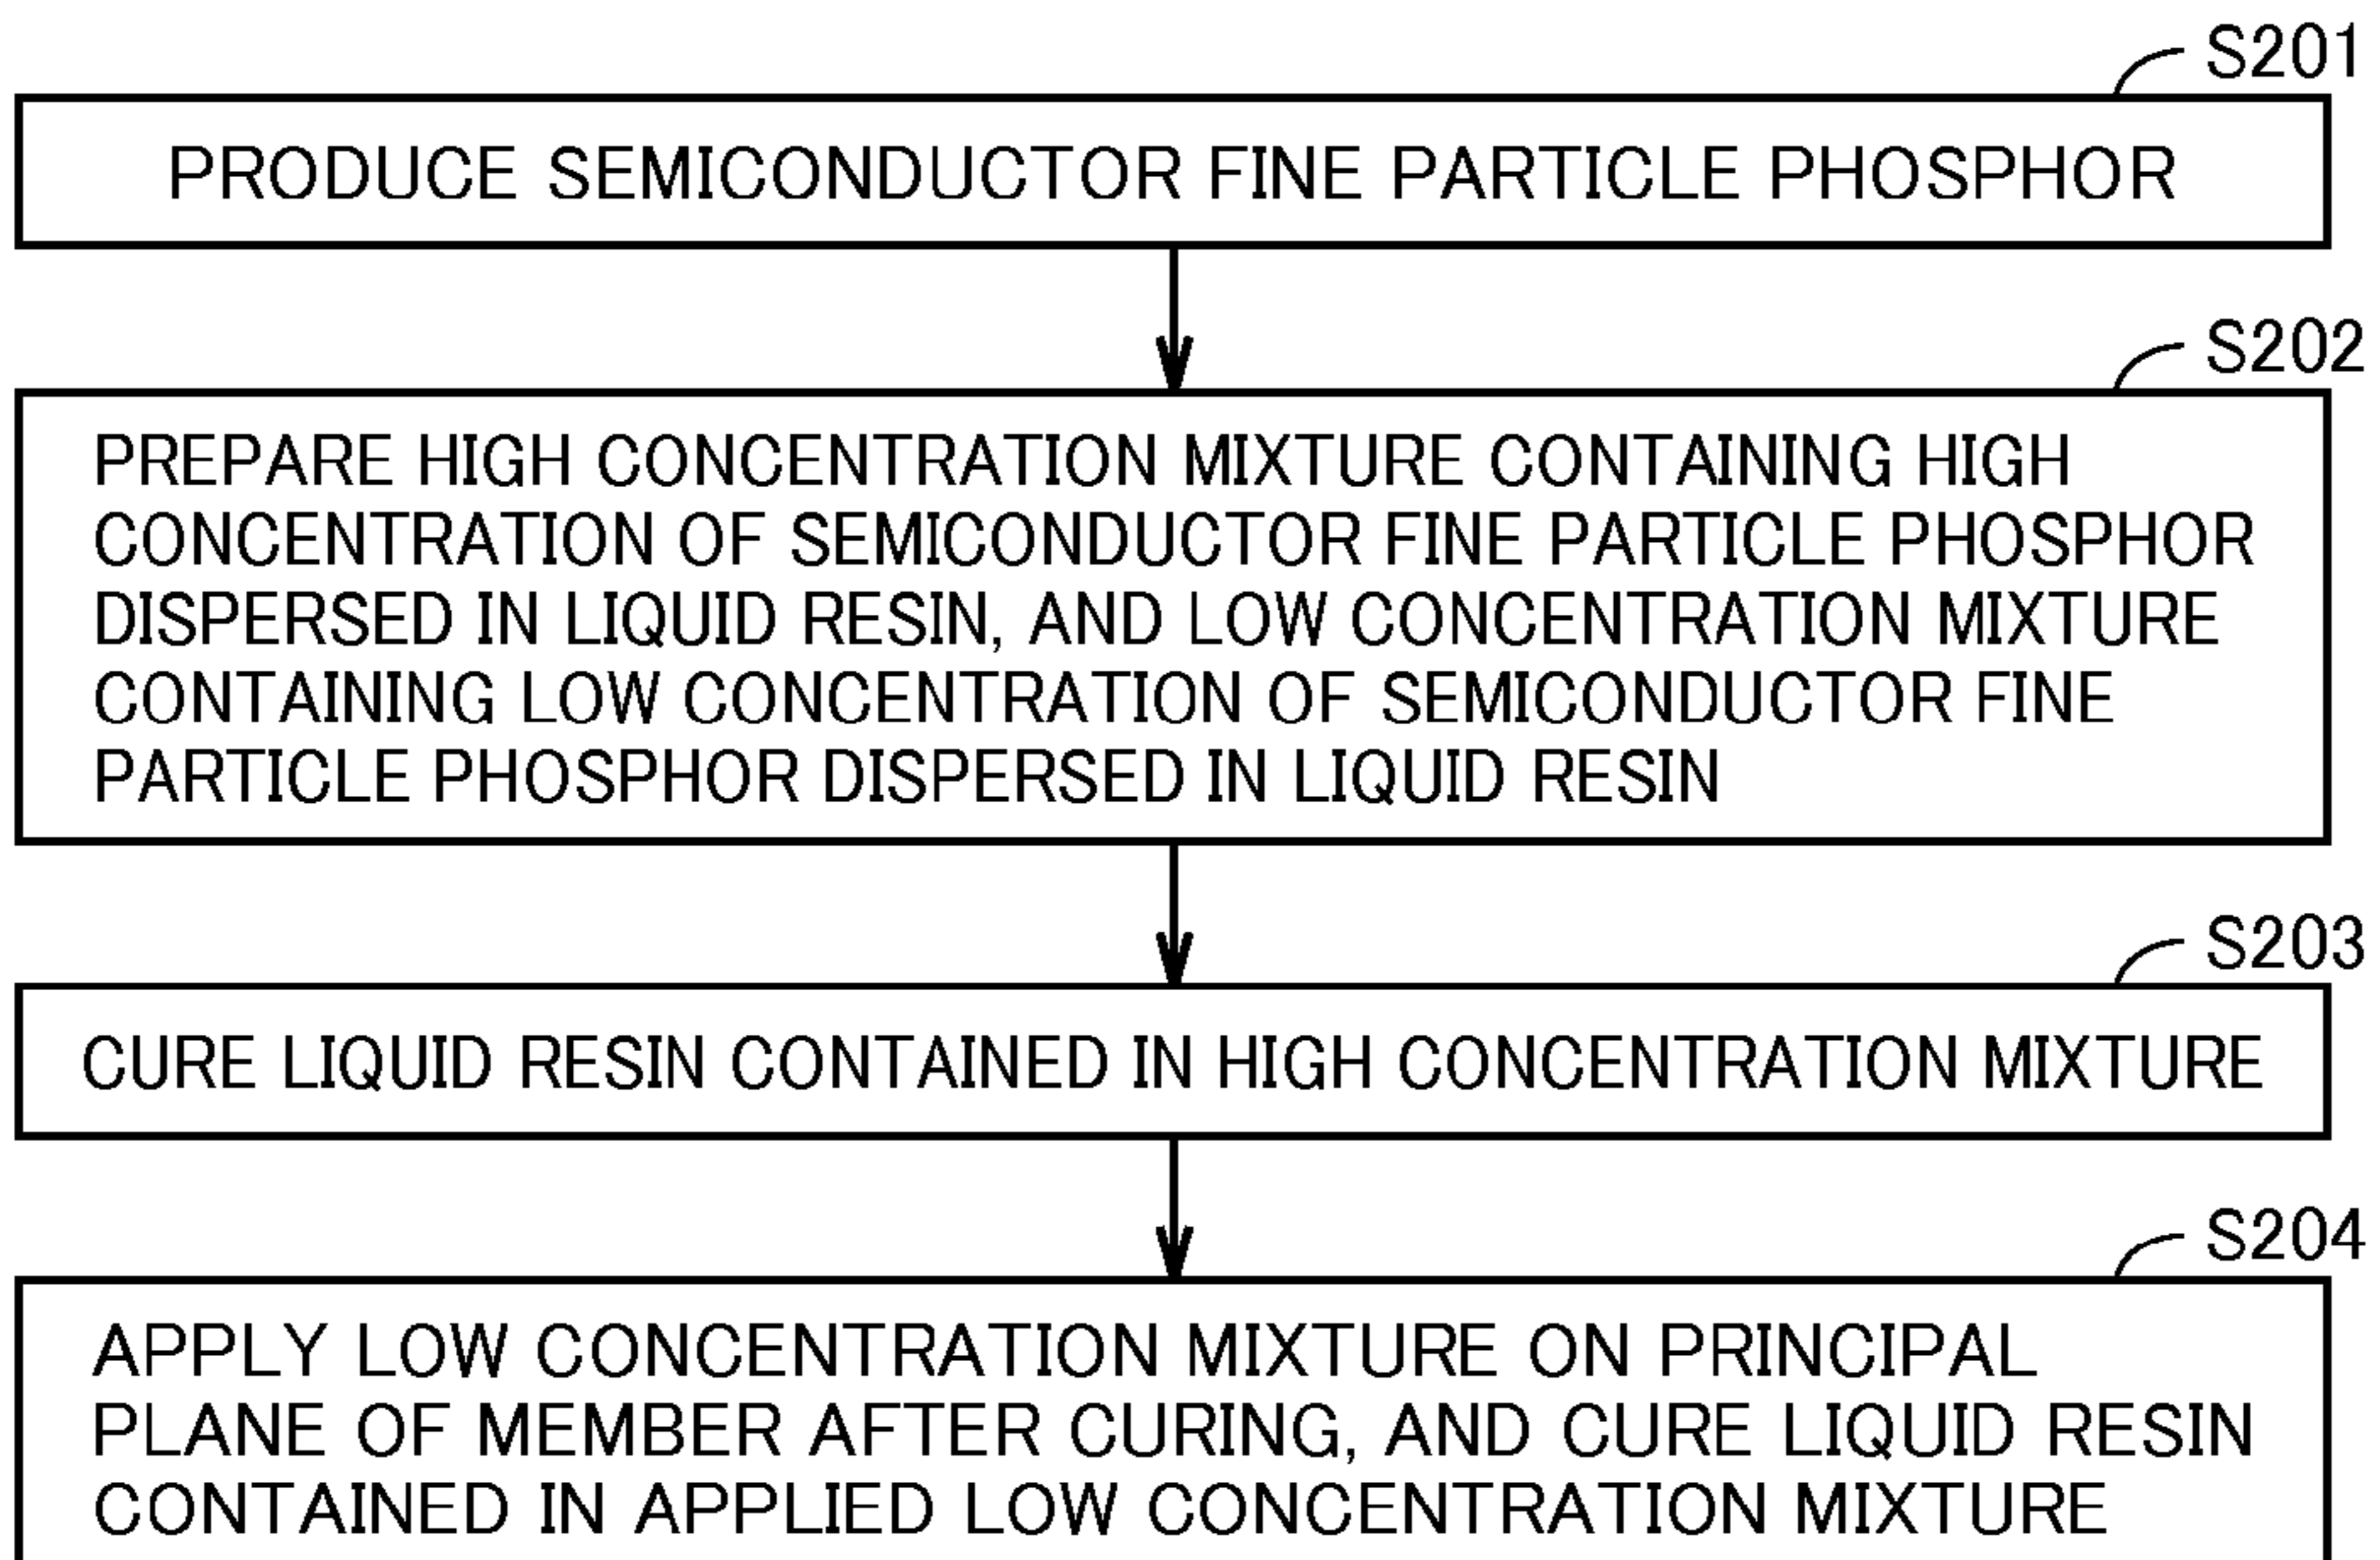 S201
PRODUCE SEMICONDUCTOR FINE PARTICLE PHOSPHOR
S202
PREPARE HIGH CONCENTRATION MIXTURE CONTAINING HIGH
CONCENTRATION OF SEMICONDUCTOR FINE PARTICLE PHOSPHOR
DISPERSED IN LIQUID RESIN, AND LOW CONCENTRATION MIXTURE
CONTAINING LOW CONCENTRATION OF SEMICONDUCTOR FINE
PARTICLE PHOSPHOR DISPERSED IN LIQUID RESIN
S203
CURE LIQUID RESIN CONTAINED IN HIGH CONCENTRATION MIXTURE
S204
APPLY LOW CONCENTRATION MIXTURE ON PRINCIPAL
PLANE OF MEMBER AFTER CURING, AND CURE LIQUID RESIN
CONTAINED IN APPLIED LOW CONCENTRATION MIXTURE